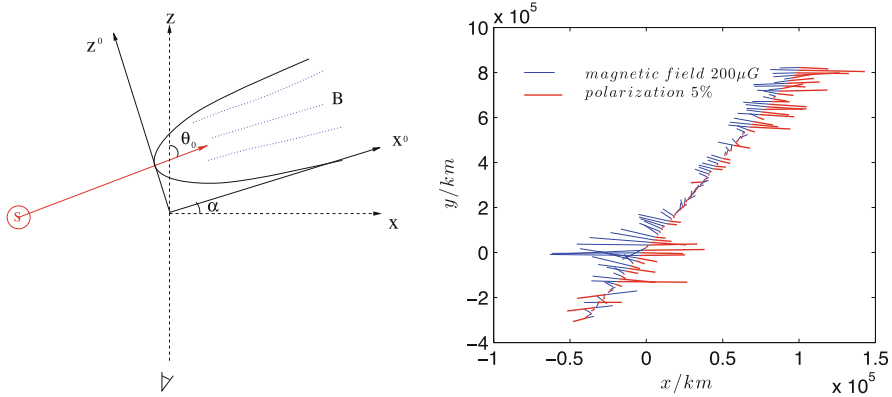 z⁰
z
B
θ₀
x⁰
S
α
x
× 10⁵
8
6
4
2
0
−2
−4
y/km
magnetic field 200μG
polarization 5%
−1
−0.5
0
0.5
1
1.5
x/km
× 10⁵